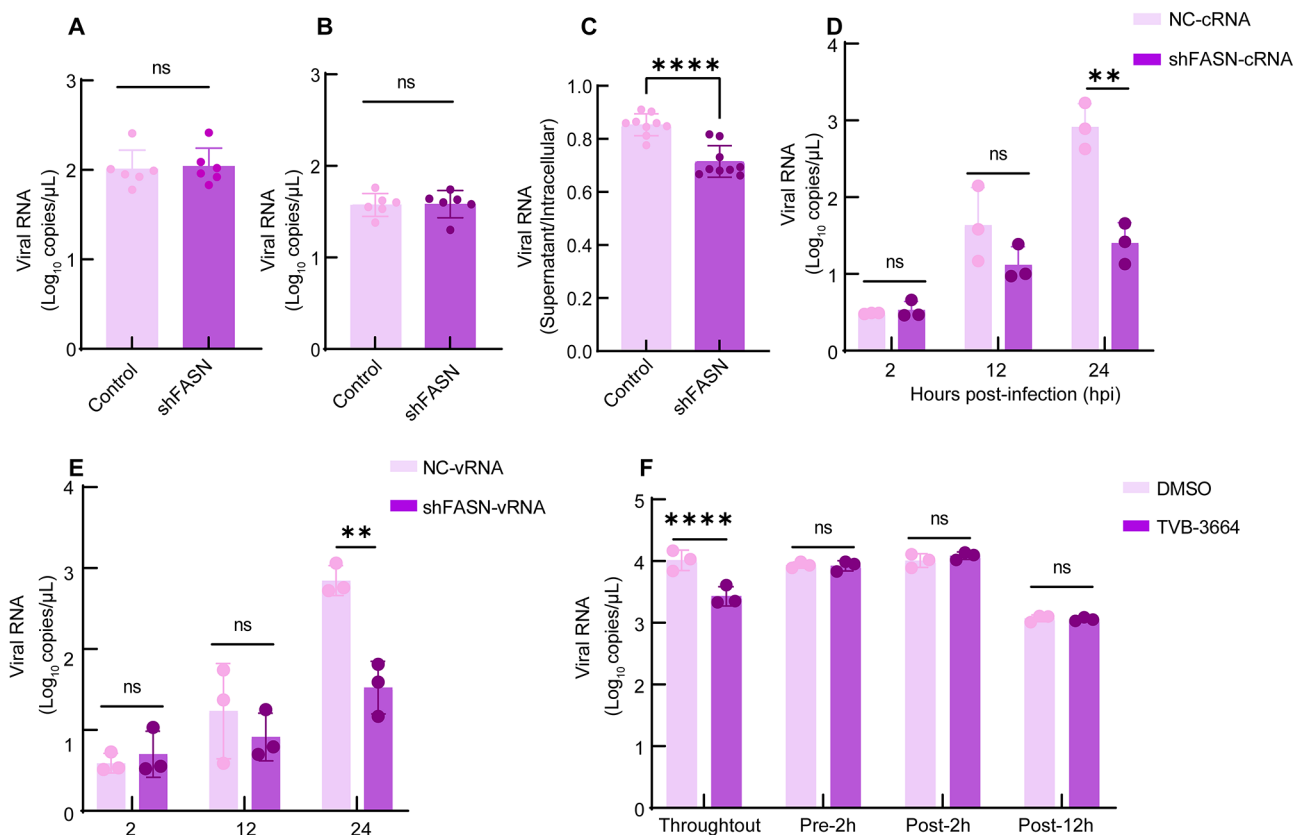 A
ns
Viral RNA
(Log10 copies/μL)
3
2
1
0
Control
shFASN
B
ns
Viral RNA
(Log10 copies/μL)
3
2
1
0
Control
shFASN
C
****
Viral RNA
(Supernatant/Intracellular)
1.0
0.8
0.6
0.4
0.2
0.0
Control
shFASN
D
NC-cRNA
shFASN-cRNA
Viral RNA
(Log10 copies/μL)
4
3
2
1
0
ns
ns
**
2
12
24
Hours post-infection (hpi)
E
NC-vRNA
shFASN-vRNA
Viral RNA
(Log10 copies/μL)
4
3
2
1
0
ns
ns
**
2
12
24
F
DMSO
TVB-3664
Viral RNA
(Log10 copies/μL)
5
4
3
2
1
0
****
ns
ns
ns
Throughtout
Pre-2h
Post-2h
Post-12h